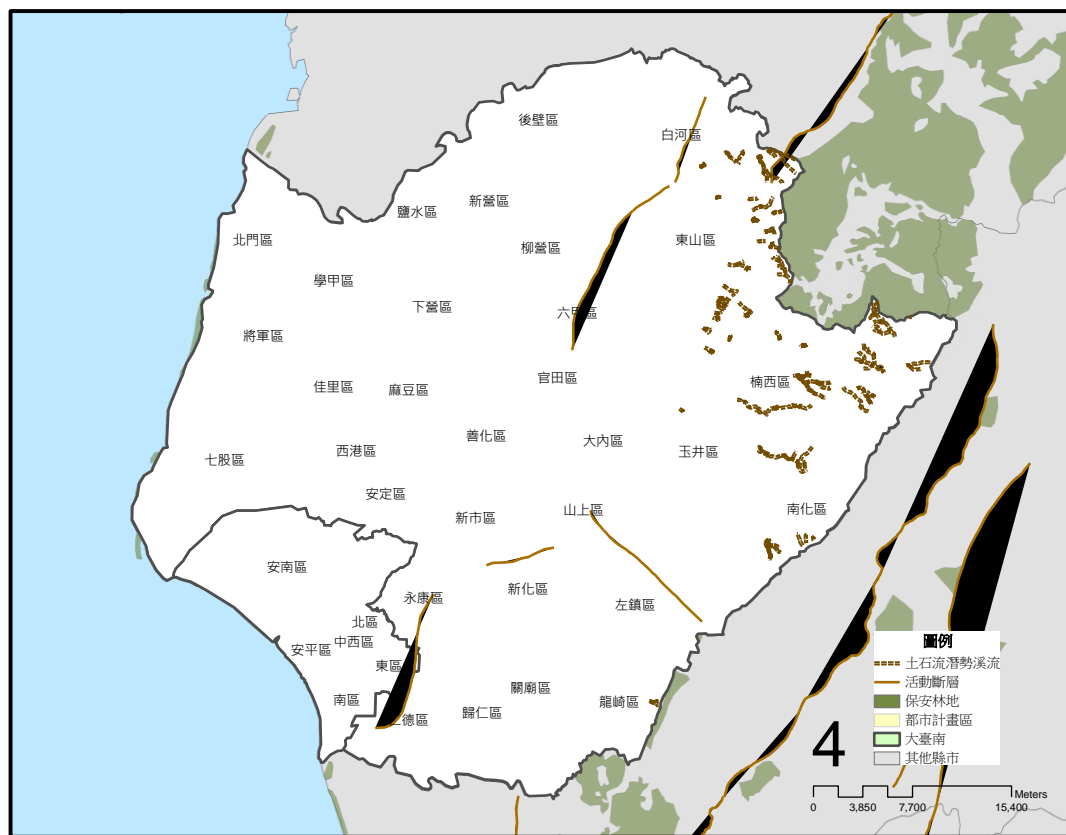 後壁區
白河區
新營區
鹽水區
北門區
柳營區
東山區
學甲區
下營區
六甲區
將軍區
官田區
楠西區
佳里區
麻豆區
善化區
大內區
西港區
玉井區
七股區
安定區
新市區
山上區
南化區
安南區
新化區
永康區
左鎮區
北區
中西區
安平區
東區
關廟區
南區
歸仁區
龍崎區
德區
圖例
土石流潛勢溪流
活動斷層
保安林地
都市計畫區
大臺南
其他縣市
4
Meters
0 3,850 7,700 15,400